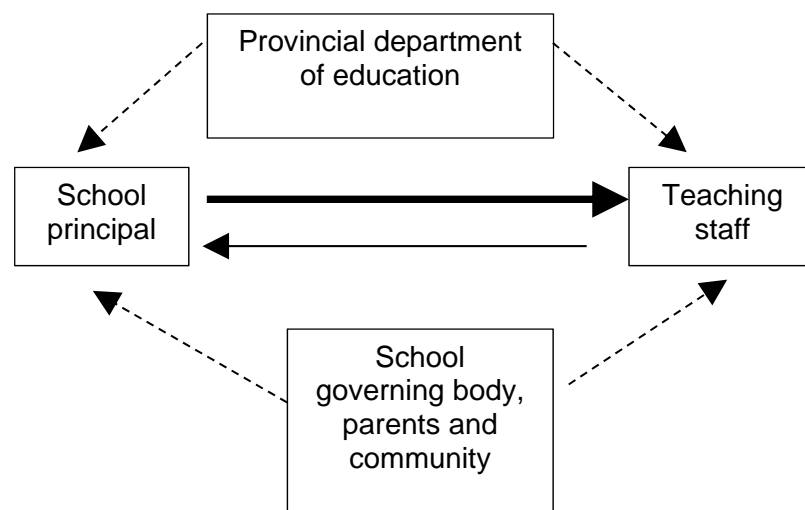 Provincial department
of education
School
principal
Teaching
staff
School
governing body,
parents and
community